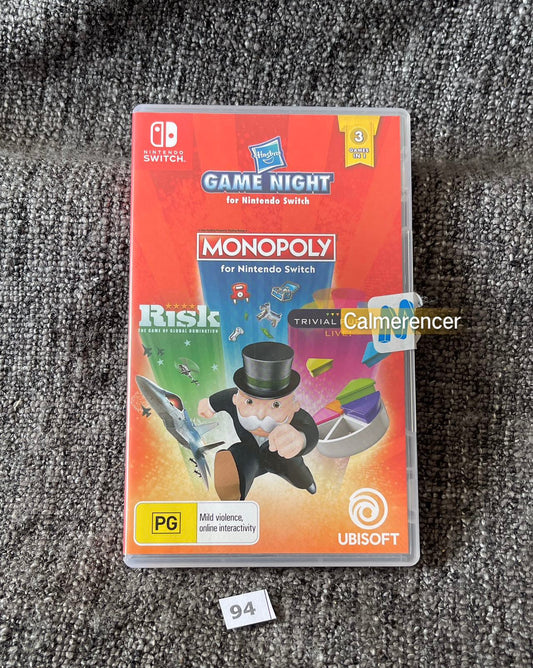 NINTENDO
SWITCH
Hasbro
GAME NIGHT
for Nintendo Switch
3
GAMES
IN 1
MONOPOLY
for Nintendo Switch
Risk
THE GAME OF GLOBAL DOMINATION
TRIVIAL
LIVE!
Calmerencer
PG
Mild violence,
online interactivity
UBISOFT
94